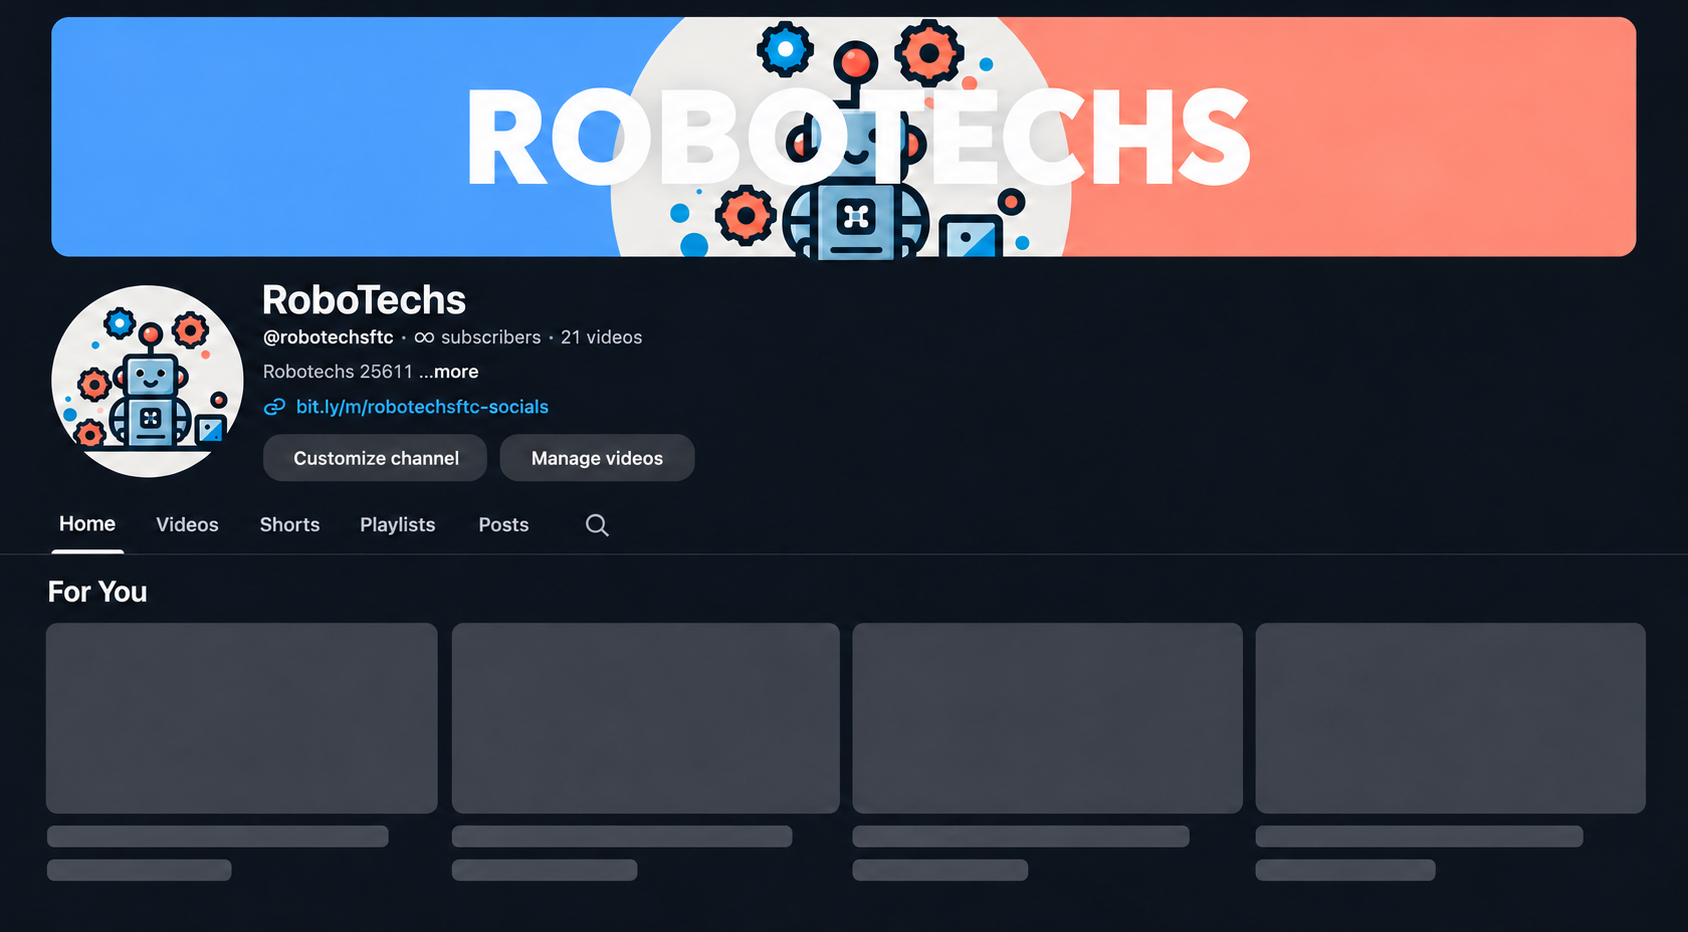 ROBOTECHS
RoboTechs
@robotechsftc · ∞ subscribers · 21 videos
Robotechs 25611 ...more
bit.ly/m/robotechsftc-socials
Customize channel Manage videos
Home Videos Shorts Playlists Posts
For You